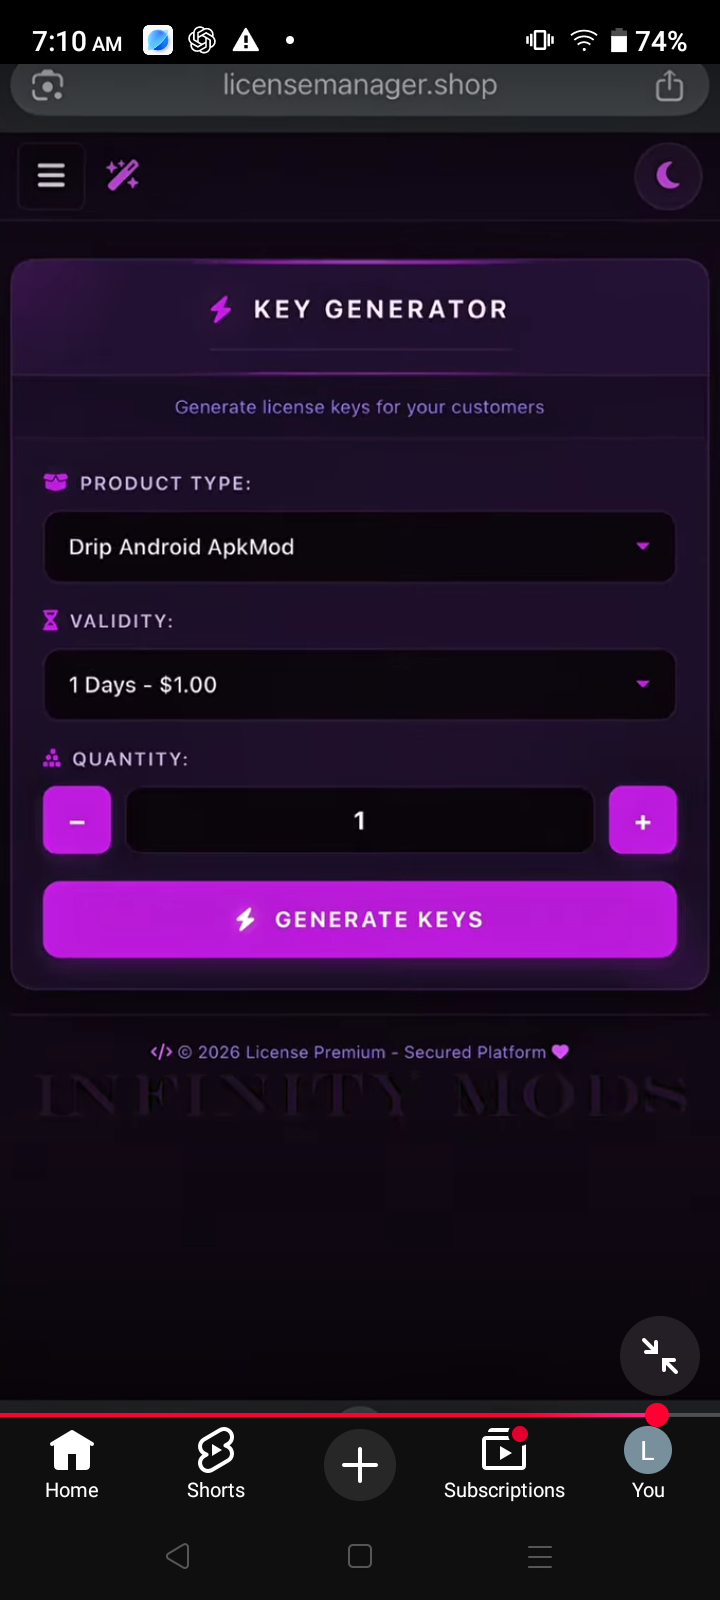 7:10 AM
74%
licensemanager.shop
KEY GENERATOR
Generate license keys for your customers
PRODUCT TYPE:
Drip Android ApkMod
VALIDITY:
1 Days - $1.00
QUANTITY:
−
1
+
GENERATE KEYS
</> © 2026 License Premium - Secured Platform
INFINITY MODS
Home
Shorts
Subscriptions
L
You